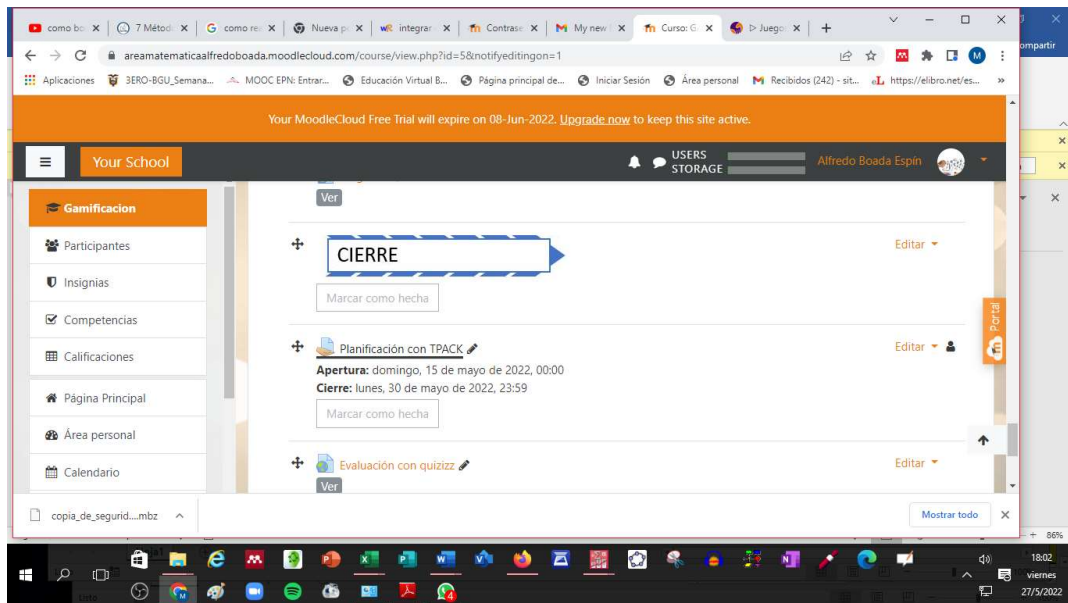 como bo
7 Métod
como re
Nueva p
integrar
Contrase
My new
Curso: G
Juego
areamatematicaalfredoboada.moodlecloud.com/course/view.php?id=5&notifyeditingon=1
M
ompartir
Aplicaciones
3ERO-BGU_Semana...
MOOC EPN: Entrar...
Educación Virtual B...
Página principal de...
Iniciar Sesión
Área personal
Recibidos (242) - sit...
https://elibro.net/es...
Your MoodleCloud Free Trial will expire on 08-Jun-2022. Upgrade now to keep this site active.
Your School
USERS
STORAGE
Alfredo Boada Espín
Gamificacion
Participantes
Insignias
Competencias
Calificaciones
Página Principal
Área personal
Calendario
Ver
CIERRE
Editar
Marcar como hecha
Planificación con TPACK
Editar
Apertura: domingo, 15 de mayo de 2022, 00:00
Cierre: lunes, 30 de mayo de 2022, 23:59
Marcar como hecha
Evaluación con quizizz
Editar
Ver
Portal
copia_de_segurid....mbz
Mostrar todo
86%
18:02
viernes
27/5/2022